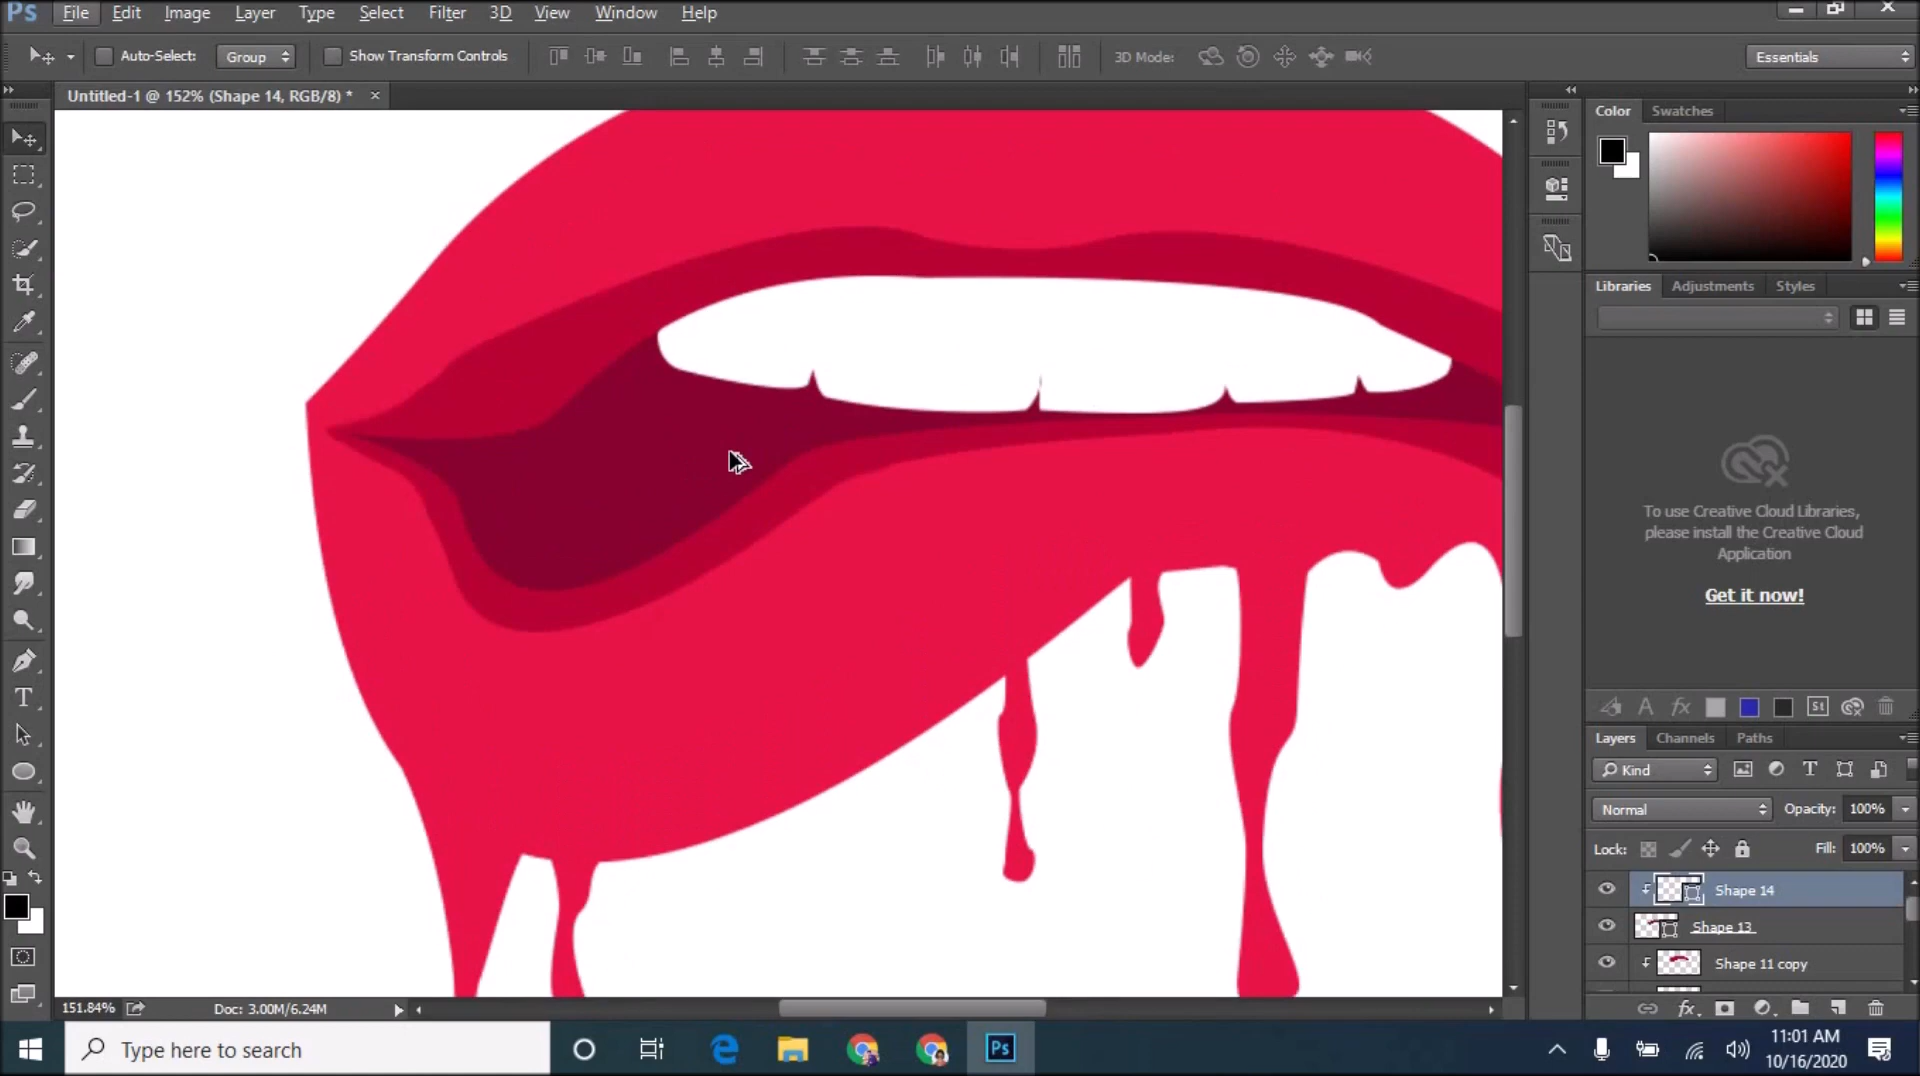 Ps File Edit Image Layer Type Select Filter 3D View Window Help
Auto-Select: Group Show Transform Controls 3D Mode: Essentials
Untitled-1 @ 152% (Shape 14, RGB/8) *
Color Swatches
Libraries Adjustments Styles
To use Creative Cloud Libraries,
please install the Creative Cloud
Application
Get it now!
St
Layers Channels Paths
Kind
Normal Opacity: 100%
Lock: Fill: 100%
Shape 14
Shape 13
Shape 11 copy
151.84% Doc: 3.00M/6.24M
Type here to search
Ps
11:01 AM
10/16/2020